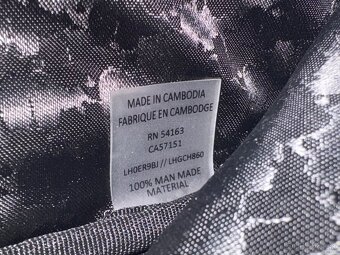 MADE IN CAMBODIA
FABRIQUE EN CAMBODGE
RN 54163
CA57151
LH0ER9BJ // LHGCH860
100% MAN MADE
MATERIAL